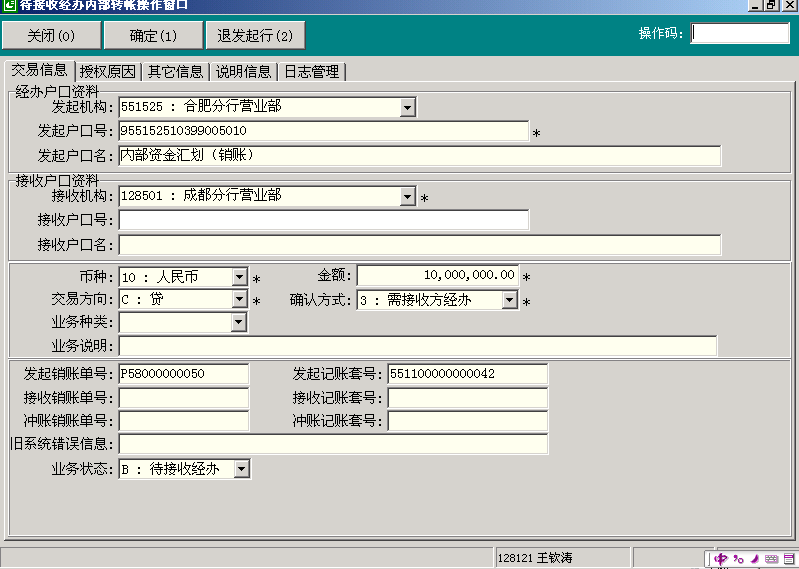 待接收经办内部转帐操作窗口
关闭(0) 确定(1) 退发起行(2) 操作码:
交易信息 授权原因 其它信息 说明信息 日志管理
经办户口资料
发起机构: 551525 : 合肥分行营业部
发起户口号: 955152510399005010 *
发起户口名: 内部资金汇划（销账）
接收户口资料
接收机构: 128501 : 成都分行营业部 *
接收户口号:
接收户口名:
币种: 10 : 人民币 * 金额: 10,000,000.00 *
交易方向: C : 贷 * 确认方式: 3 : 需接收方经办 *
业务种类:
业务说明:
发起销账单号: P58000000050 发起记账套号: 551100000000042
接收销账单号: 接收记账套号:
冲账销账单号: 冲账记账套号:
旧系统错误信息:
业务状态: B : 待接收经办
128121 王钦涛
中